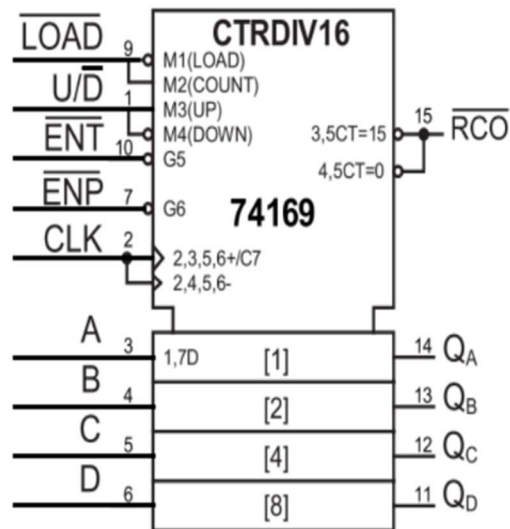 CTRDIV16
LOAD 9 M1(LOAD)
M2(COUNT)
U/D 1 M3(UP)
M4(DOWN) 3,5CT=15 15 RCO
ENT 10 G5
4,5CT=0
ENP 7 G6
74169
CLK 2 2,3,5,6+/C7
2,4,5,6-
A 3 1,7D [1] 14 QA
B 4 [2] 13 QB
C 5 [4] 12 QC
D 6 [8] 11 QD